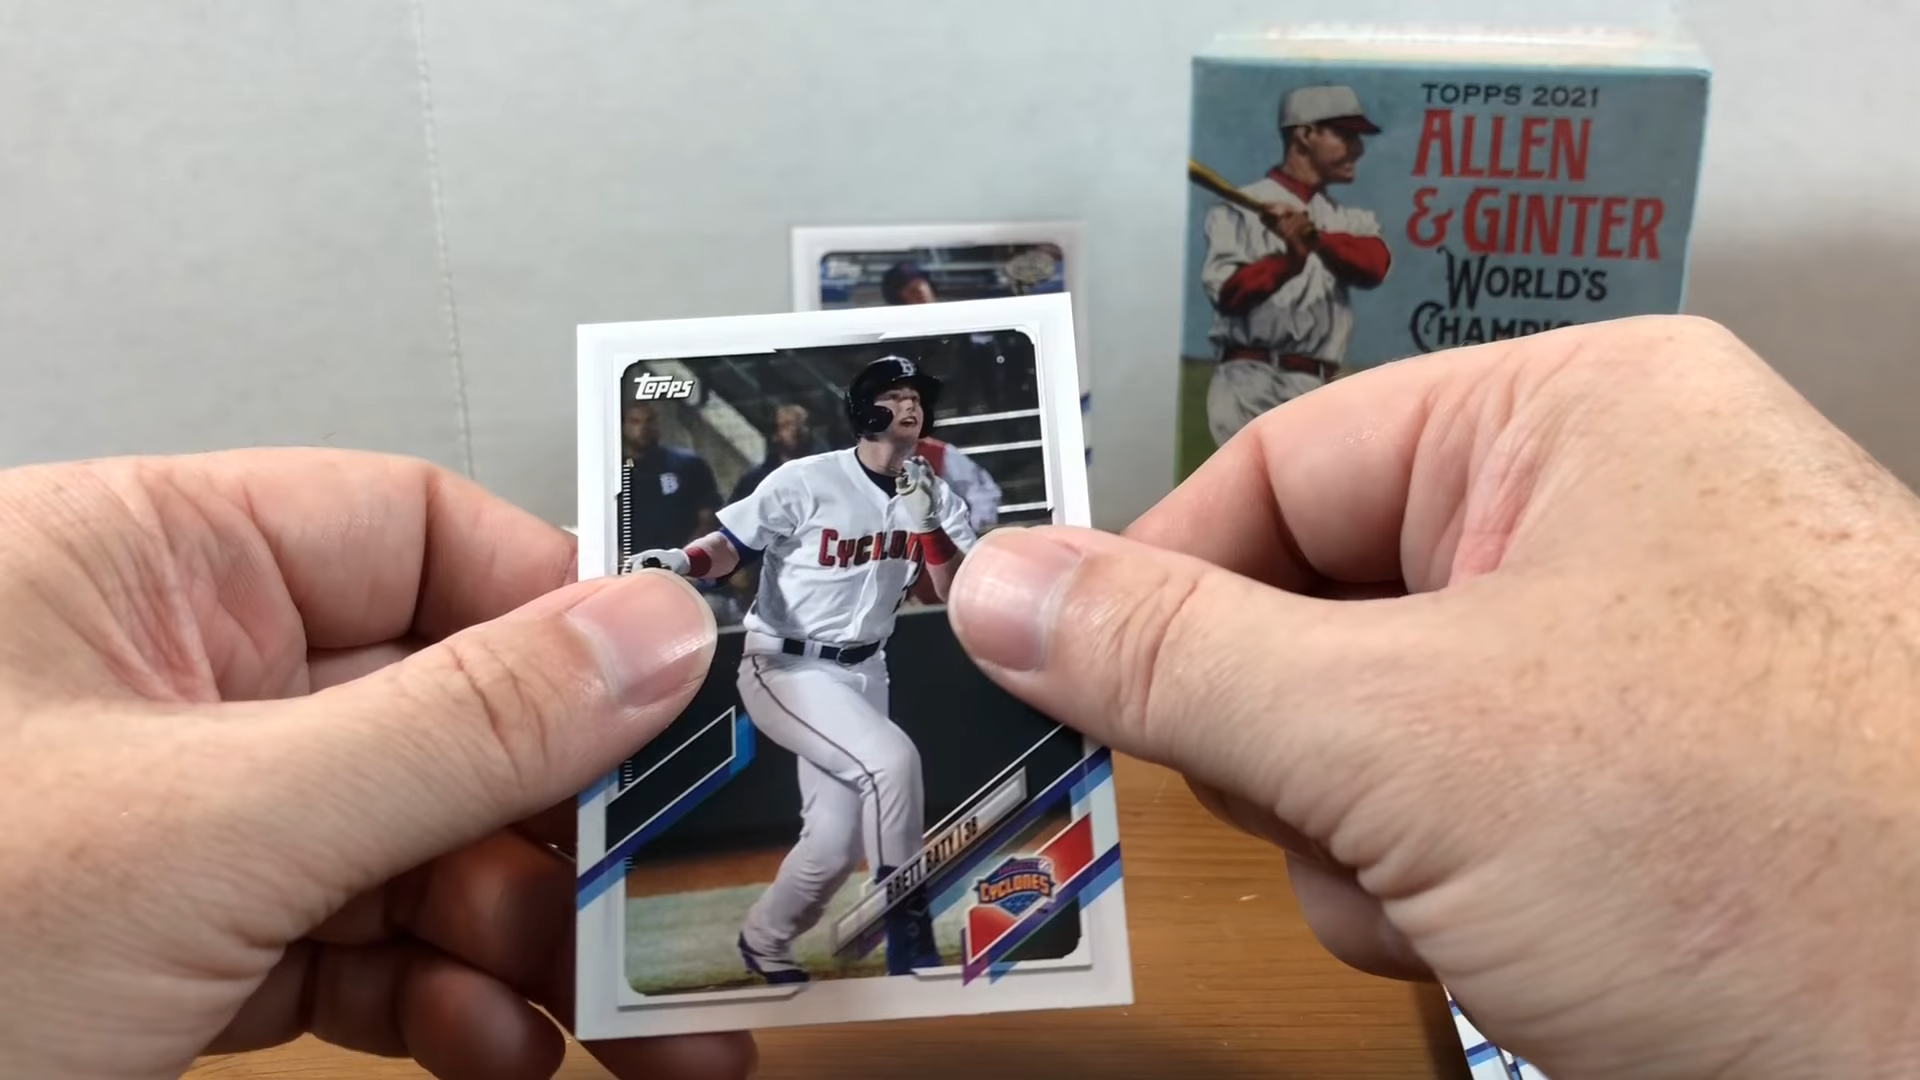 TOPPS 2021
ALLEN
& GINTER
WORLD'S
topps
B
B
BRETT BATY | 3B
CYCLONES